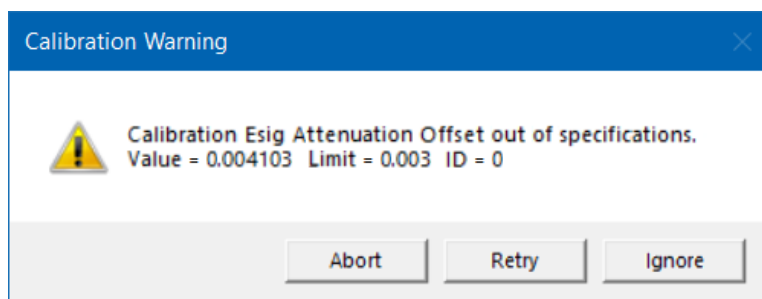 Calibration Warning
Calibration Esig Attenuation Offset out of specifications.
Value = 0.004103 Limit = 0.003 ID = 0
Abort Retry Ignore